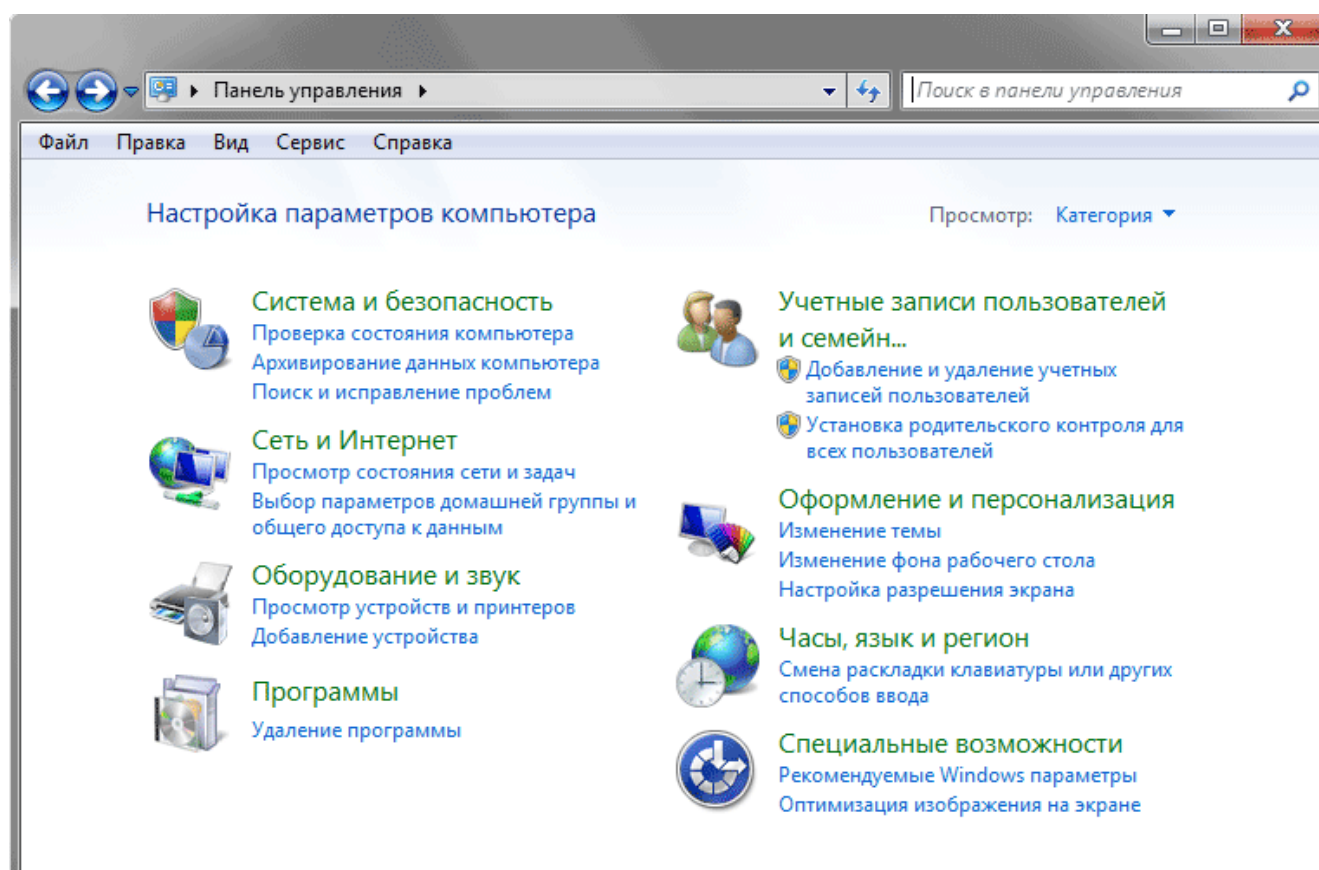 Панель управления
Поиск в панели управления
Файл Правка Вид Сервис Справка
Настройка параметров компьютера
Просмотр: Категория
Система и безопасность
Проверка состояния компьютера
Архивирование данных компьютера
Поиск и исправление проблем
Сеть и Интернет
Просмотр состояния сети и задач
Выбор параметров домашней группы и
общего доступа к данным
Оборудование и звук
Просмотр устройств и принтеров
Добавление устройства
Программы
Удаление программы
Учетные записи пользователей
и семейн...
Добавление и удаление учетных
записей пользователей
Установка родительского контроля для
всех пользователей
Оформление и персонализация
Изменение темы
Изменение фона рабочего стола
Настройка разрешения экрана
Часы, язык и регион
Смена раскладки клавиатуры или других
способов ввода
Специальные возможности
Рекомендуемые Windows параметры
Оптимизация изображения на экране